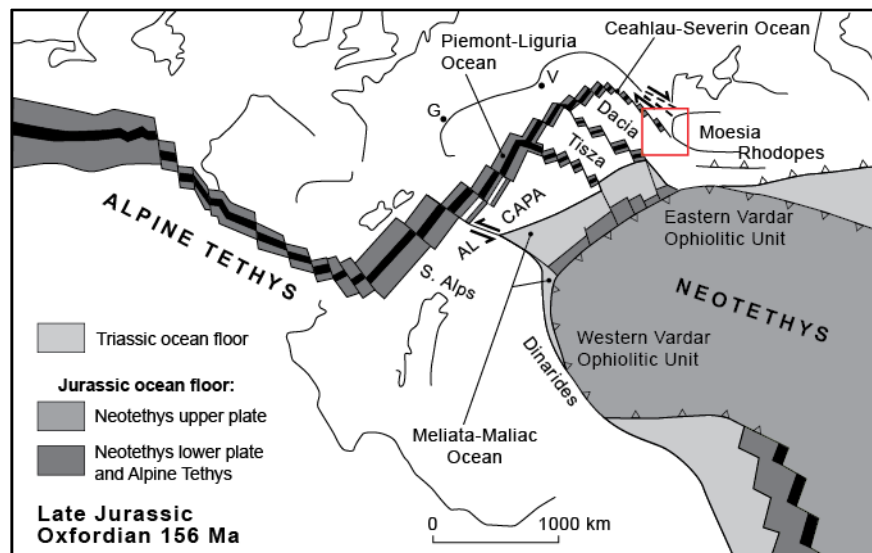 Ceahlau-Severin Ocean
Piemont-Liguria
Ocean
V
G
Dacia
Moesia
Tisza
Rhodopes
CAPA
ALPINE TETHYS
AL
Eastern Vardar
Ophiolitic Unit
S. Alps
NEOTETHYS
Triassic ocean floor
Western Vardar
Ophiolitic Unit
Dinarides
Jurassic ocean floor:
Neotethys upper plate
Neotethys lower plate
and Alpine Tethys
Meliata-Maliac
Ocean
Late Jurassic
Oxfordian 156 Ma
0 1000 km